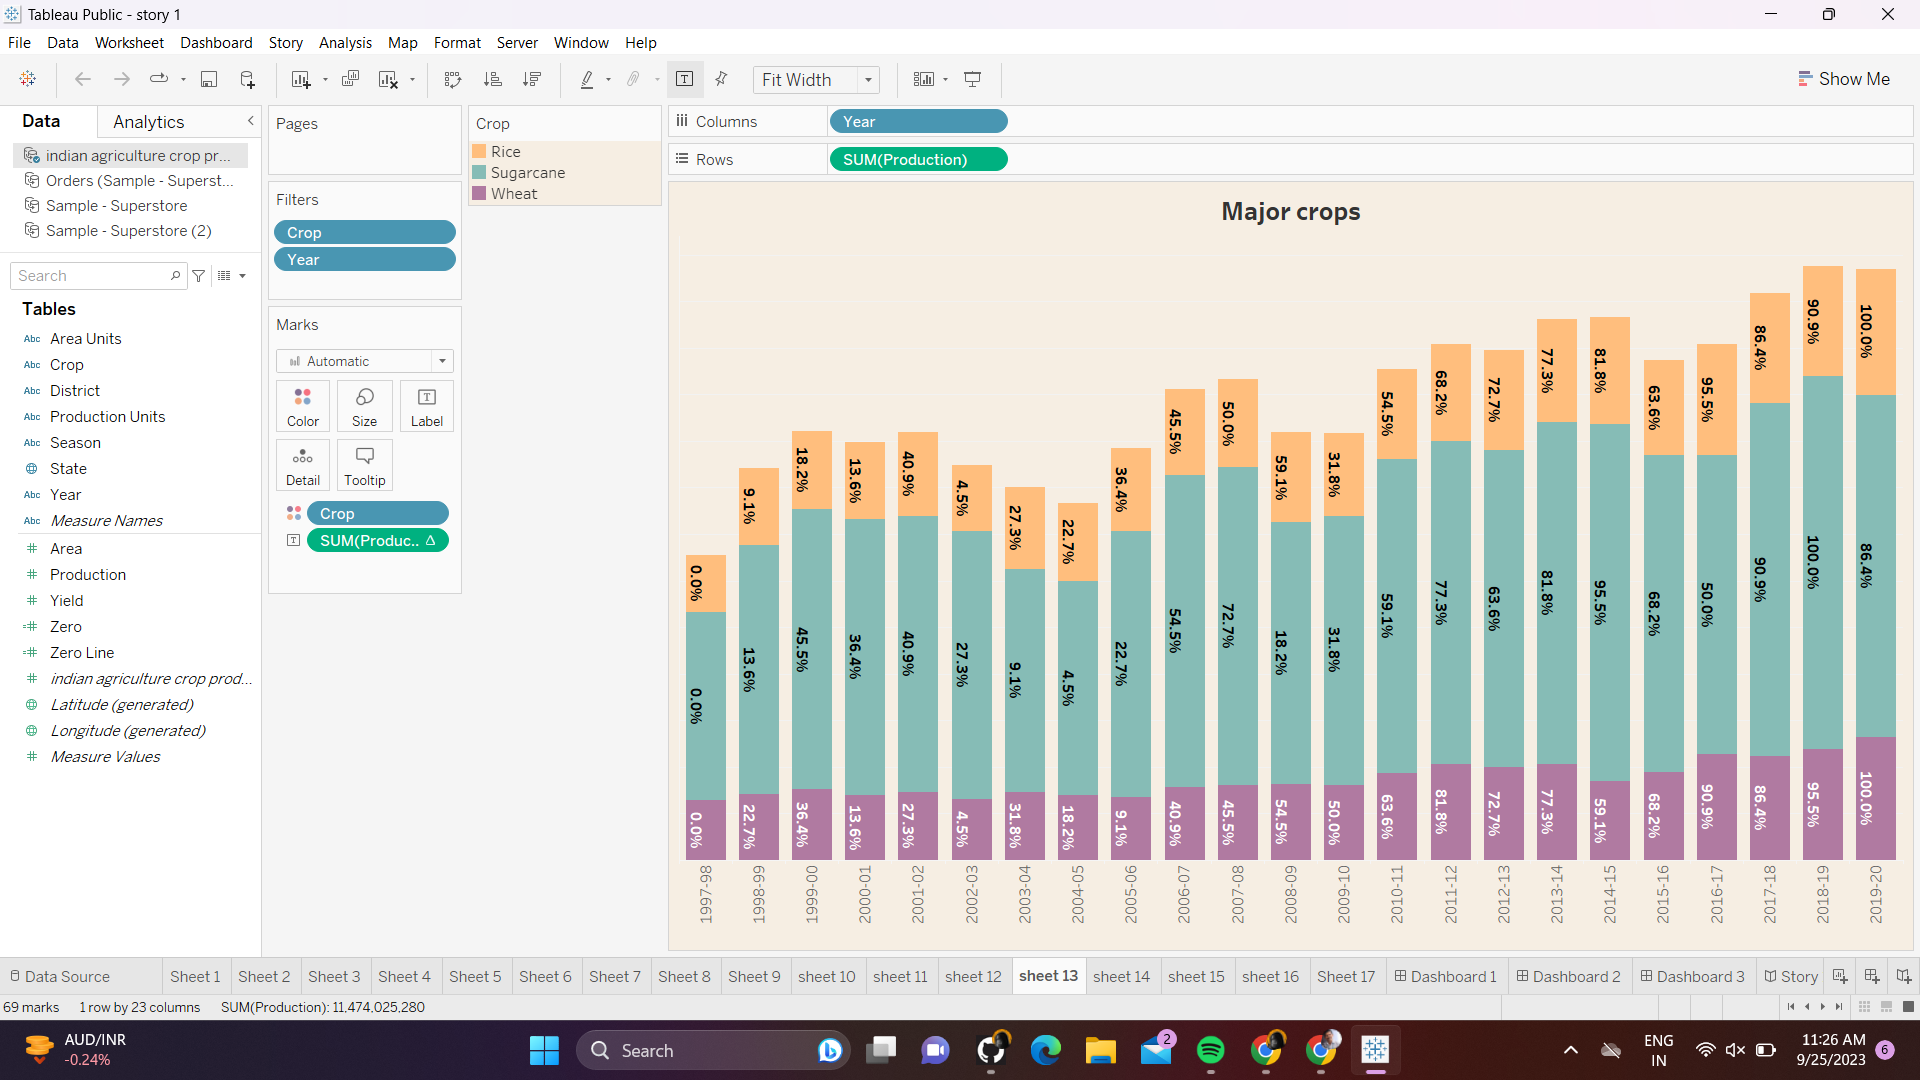 Tableau Public - story 1
File Data Worksheet Dashboard Story Analysis Map Format Server Window Help
Fit Width
Show Me
Data Analytics
indian agriculture crop pr...
Orders (Sample - Superst...
Sample - Superstore
Sample - Superstore (2)
Search
Tables
Abc Area Units
Abc Crop
Abc District
Abc Production Units
Abc Season
State
Abc Year
Abc Measure Names
# Area
# Production
# Yield
=# Zero
=# Zero Line
# indian agriculture crop prod...
Latitude (generated)
Longitude (generated)
# Measure Values
Pages
Filters
Crop
Year
Marks
Automatic
Color Size Label
Detail Tooltip
Crop
SUM(Produc.. Δ
Crop
Rice
Sugarcane
Wheat
Columns Year
Rows SUM(Production)
Major crops
0.0% 9.1% 18.2% 13.6% 40.9% 4.5% 27.3% 22.7% 36.4% 45.5% 50.0% 59.1% 31.8% 54.5% 68.2% 72.7% 77.3% 81.8% 63.6% 95.5% 86.4% 90.9% 100.0%
0.0% 13.6% 45.5% 36.4% 40.9% 27.3% 9.1% 4.5% 22.7% 54.5% 72.7% 18.2% 31.8% 59.1% 77.3% 63.6% 81.8% 95.5% 68.2% 50.0% 90.9% 100.0% 86.4%
0.0% 22.7% 36.4% 13.6% 27.3% 4.5% 31.8% 18.2% 9.1% 40.9% 45.5% 54.5% 50.0% 63.6% 81.8% 72.7% 77.3% 59.1% 68.2% 90.9% 86.4% 95.5% 100.0%
1997-98 1998-99 1999-00 2000-01 2001-02 2002-03 2003-04 2004-05 2005-06 2006-07 2007-08 2008-09 2009-10 2010-11 2011-12 2012-13 2013-14 2014-15 2015-16 2016-17 2017-18 2018-19 2019-20
Data Source Sheet 1 Sheet 2 Sheet 3 Sheet 4 Sheet 5 Sheet 6 Sheet 7 Sheet 8 Sheet 9 sheet 10 sheet 11 sheet 12 sheet 13 sheet 14 sheet 15 sheet 16 Sheet 17 Dashboard 1 Dashboard 2 Dashboard 3 Story
69 marks 1 row by 23 columns SUM(Production): 11,474,025,280
AUD/INR
-0.24%
Search
2
ENG
IN
11:26 AM
9/25/2023
6